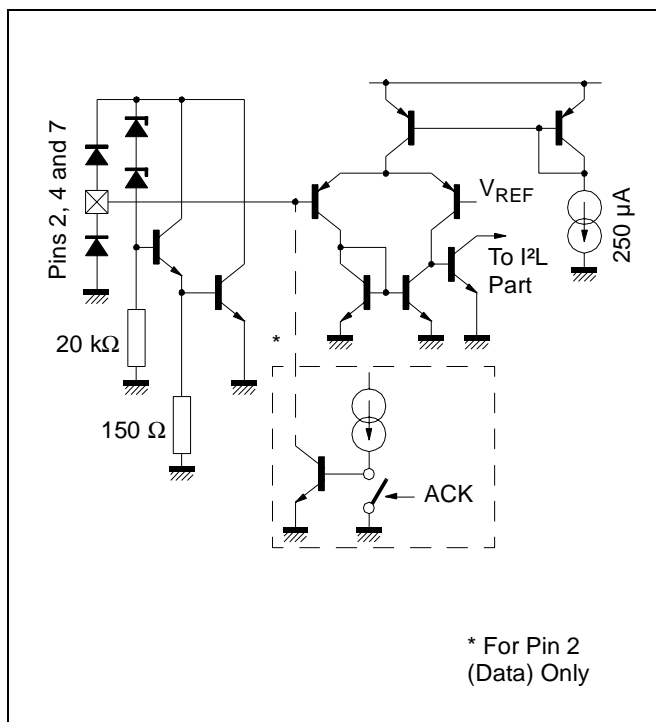 Pins 2, 4 and 7
V_REF
250 µA
To I²L
Part
20 kΩ
*
150 Ω
ACK
* For Pin 2
(Data) Only